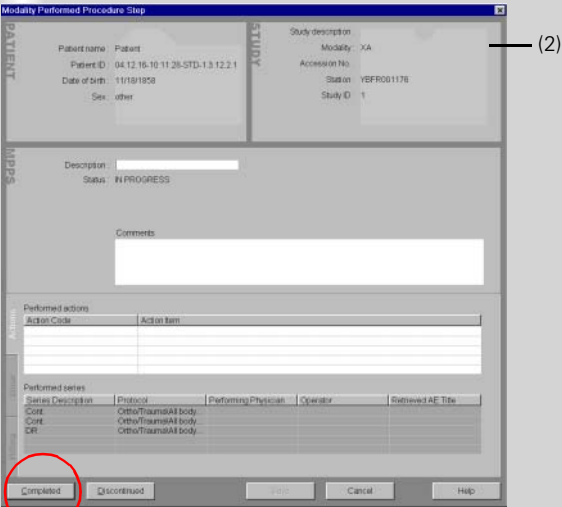 Modality Performed Procedure Step
PATIENT
Patient name : Patient
Patient ID : 04.12.16-10:11:26-STD-1.3.12.2.1
Date of birth : 11/18/1858
Sex : other
STUDY
Study description :
Modality : XA
Accession No. :
Station : YBFR001176
Study ID : 1
(2)
MPPS
Description :
Status : IN PROGRESS
Comments
Actions
Performed actions
Action Code Action Item
Performed series
Series Description Protocol Performing Physician Operator Retrieved AE Title
Cont. Ortho/Trauma\All body...
Cont. Ortho/Trauma\All body...
DR Ortho/Trauma\All body...
Completed Discontinued Cancel Help